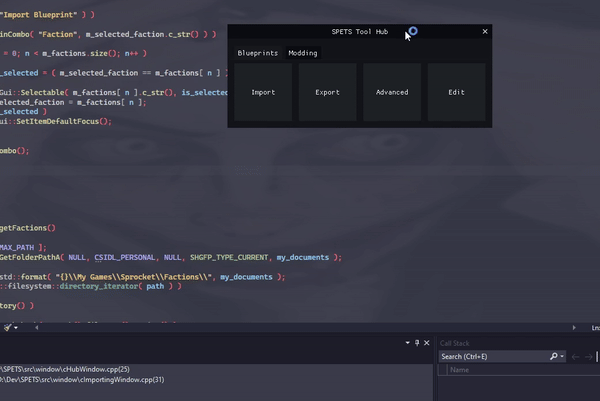 "Import Blueprint" ) )
inCombo( "Faction", m_selected_faction.c_str() ) )
= 0; n < m_factions.size(); n++ )
_selected = ( m_selected_faction == m_factions[ n ]
Gui::Selectable( m_factions[ n ].c_str(), is_selected
selected_faction = m_factions[ n ];
_selected )
ui::SetItemDefaultFocus();
ombo();
SPETS Tool Hub
Blueprints Modding
Import Export Advanced Edit
getFactions()
MAX_PATH ];
GetFolderPathA( NULL, CSIDL_PERSONAL, NULL, SHGFP_TYPE_CURRENT, my_documents );
std::format( "{}\\My Games\\Sprocket\\Factions\\", my_documents );
::filesystem::directory_iterator( path ) )
tory() )
Ln:
\SPETS\src\window\cHubWindow.cpp(25)
D:\Dev\SPETS\src\window\cImportingWindow.cpp(31)
Call Stack
Search (Ctrl+E)
Name